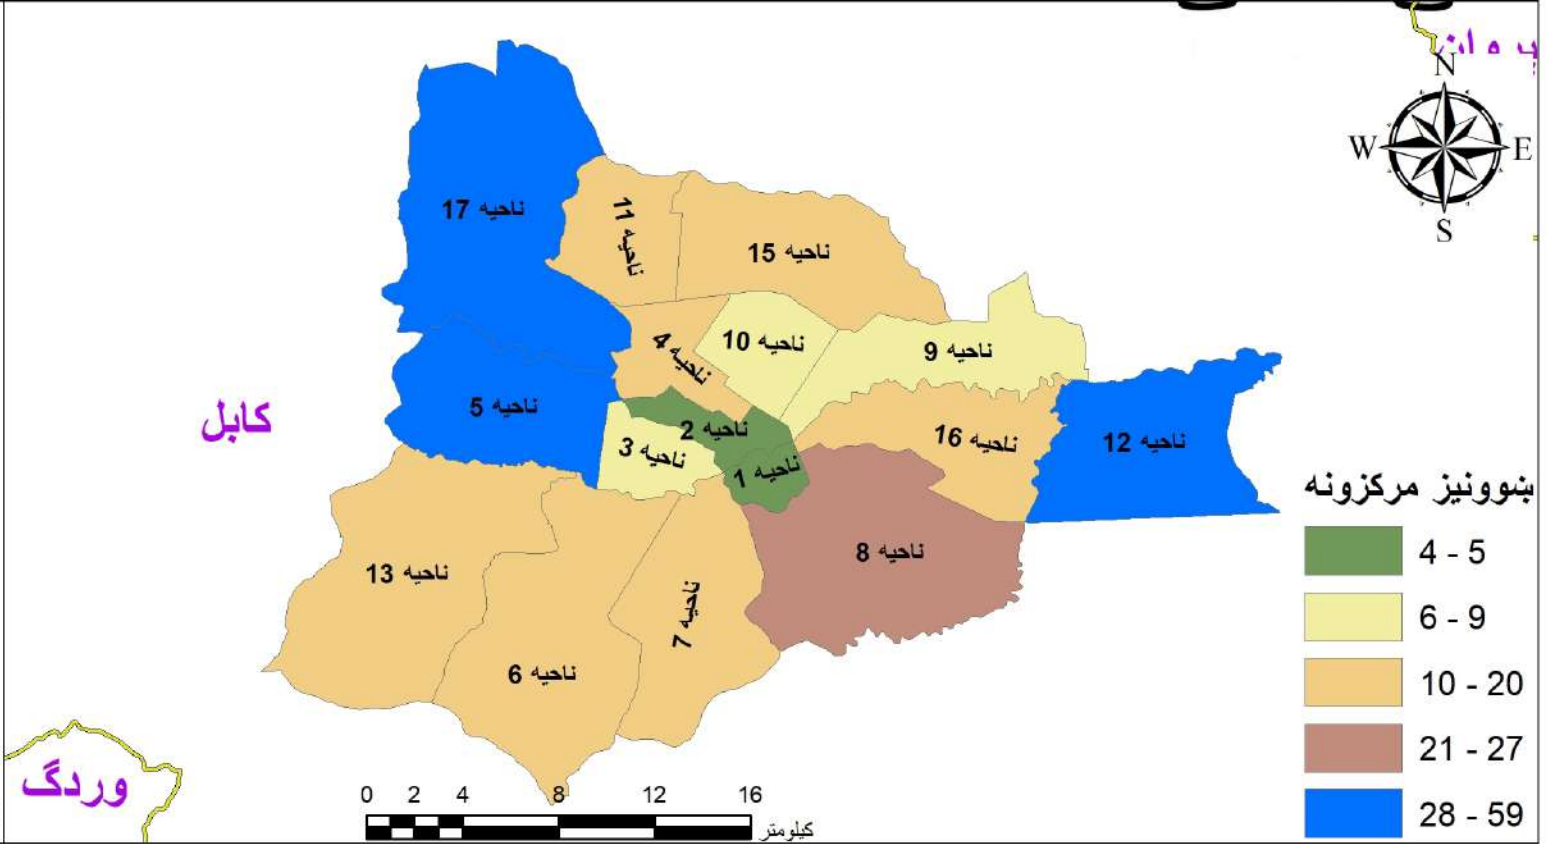 N
W E
S
ناحیه 17
ناحیه 11
ناحیه 15
ناحیه 4
ناحیه 10
ناحیه 9
ناحیه 5
ناحیه 2
ناحیه 3
ناحیه 1
ناحیه 16
ناحیه 12
ناحیه 8
ناحیه 13
ناحیه 7
ناحیه 6
کابل
وردگ
ښوونیز مرکزونه
4 - 5
6 - 9
10 - 20
21 - 27
28 - 59
0 2 4 8 12 16
کیلومتر